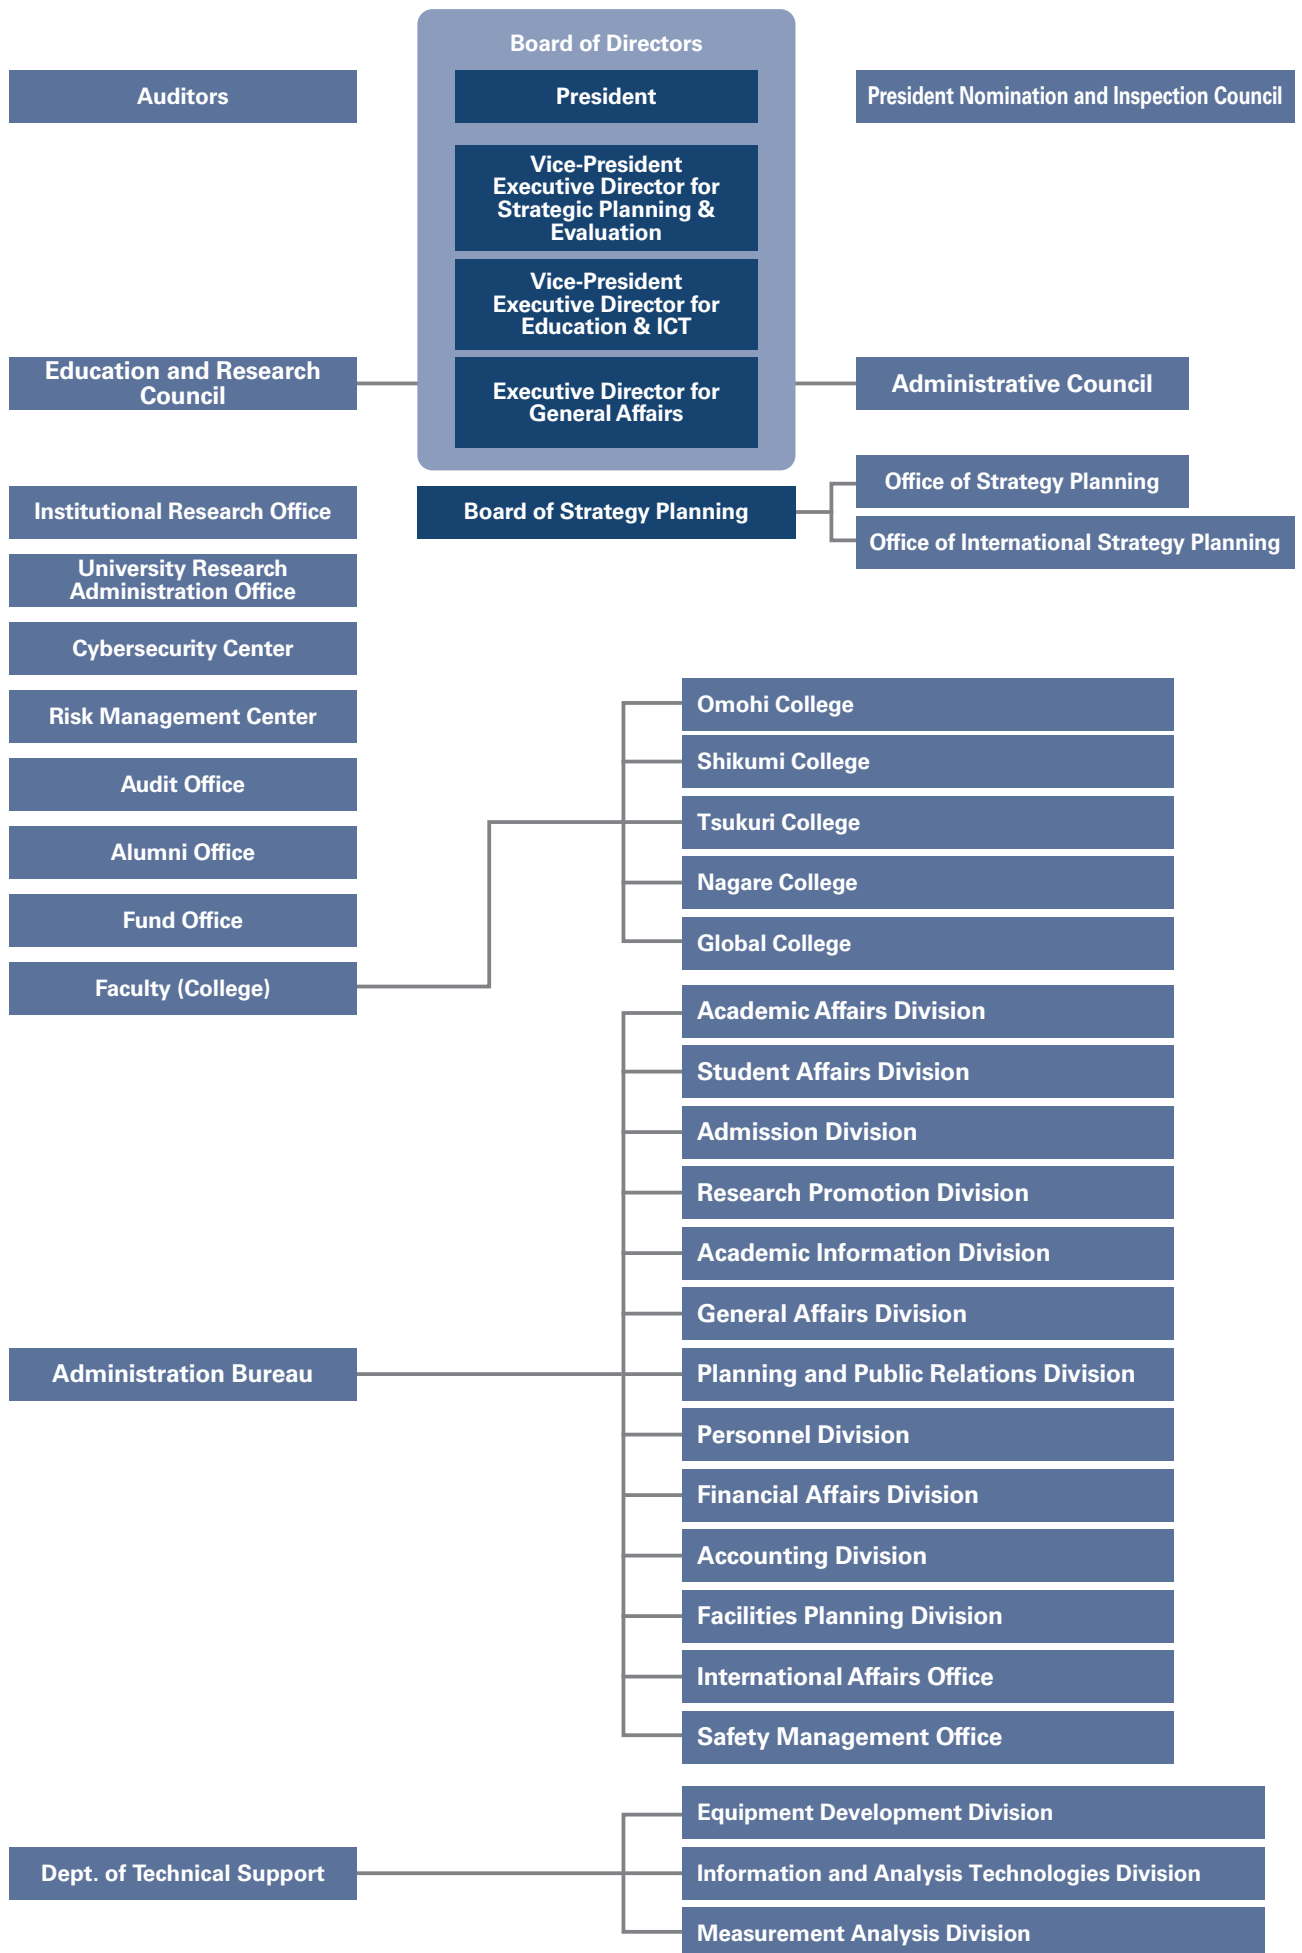 Board of Directors
Auditors
President
President Nomination and Inspection Council
Vice-President
Executive Director for
Strategic Planning &
Evaluation
Vice-President
Executive Director for
Education & ICT
Education and Research
Council
Executive Director for
General Affairs
Administrative Council
Institutional Research Office
Board of Strategy Planning
Office of Strategy Planning
Office of International Strategy Planning
University Research
Administration Office
Cybersecurity Center
Risk Management Center
Audit Office
Alumni Office
Fund Office
Faculty (College)
Omohi College
Shikumi College
Tsukuri College
Nagare College
Global College
Administration Bureau
Academic Affairs Division
Student Affairs Division
Admission Division
Research Promotion Division
Academic Information Division
General Affairs Division
Planning and Public Relations Division
Personnel Division
Financial Affairs Division
Accounting Division
Facilities Planning Division
International Affairs Office
Safety Management Office
Dept. of Technical Support
Equipment Development Division
Information and Analysis Technologies Division
Measurement Analysis Division